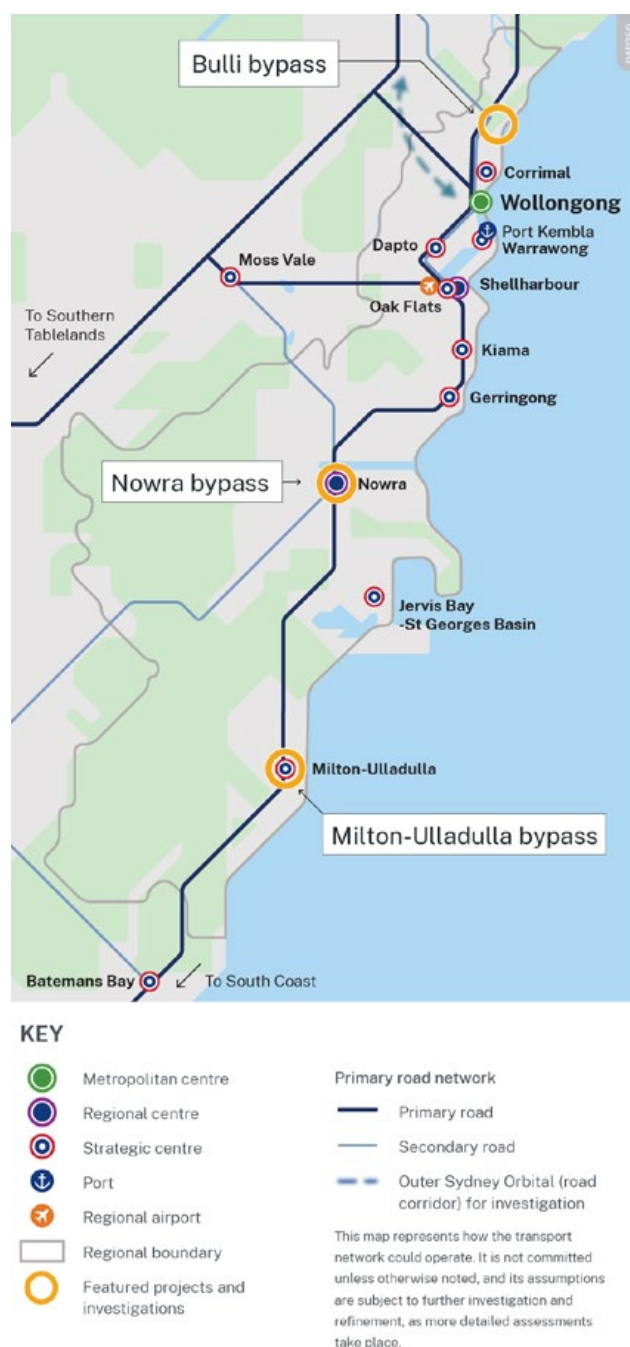 Bulli bypass
Corrimal
Wollongong
Port Kembla
Warrawong
Dapto
Moss Vale
Shellharbour
Oak Flats
To Southern
Tablelands
Kiama
Gerringong
Nowra bypass
Nowra
Jervis Bay
-St Georges Basin
Milton-Ulladulla
Milton-Ulladulla bypass
Batemans Bay
To South Coast
KEY
Metropolitan centre
Regional centre
Strategic centre
Port
Regional airport
Regional boundary
Featured projects and
investigations
Primary road network
Primary road
Secondary road
Outer Sydney Orbital (road
corridor) for investigation
This map represents how the transport
network could operate. It is not committed
unless otherwise noted, and its assumptions
are subject to further investigation and
refinement, as more detailed assessments
take place.